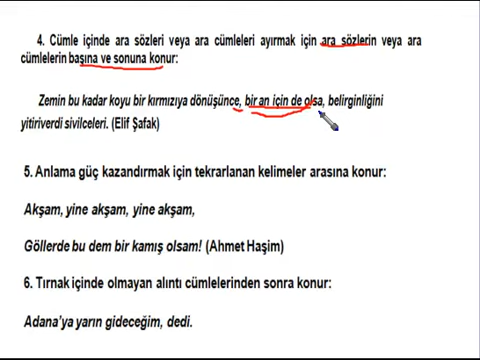 4. Cümle içinde ara sözleri veya ara cümleleri ayırmak için ara sözlerin veya ara
cümlelerin başına ve sonuna konur:
Zemin bu kadar koyu bir kırmızıya dönüşünce, bir an için de olsa, belirginliğini
yitiriverdi sivilceleri. (Elif Şafak)
5. Anlama güç kazandırmak için tekrarlanan kelimeler arasına konur:
Akşam, yine akşam, yine akşam,
Göllerde bu dem bir kamış olsam! (Ahmet Haşim)
6. Tırnak içinde olmayan alıntı cümlelerinden sonra konur:
Adana’ya yarın gideceğim, dedi.